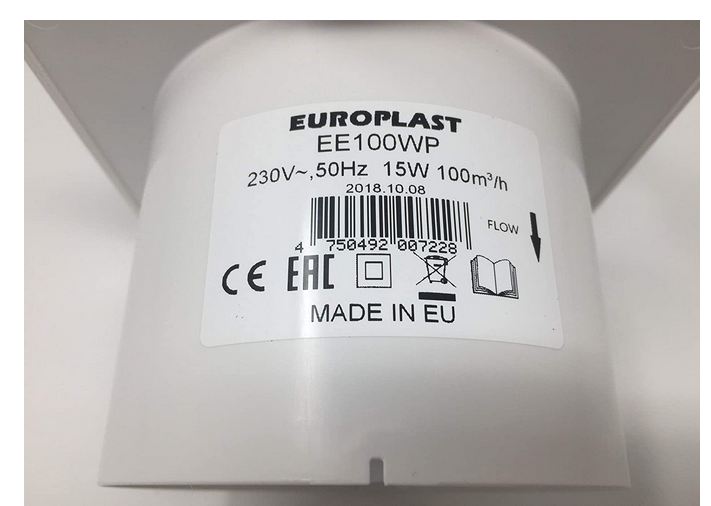 EUROPLAST
EE100WP
230V~,50Hz 15W 100m³/h
2018.10.08
FLOW
4 750492 007228
CE EAC
MADE IN EU